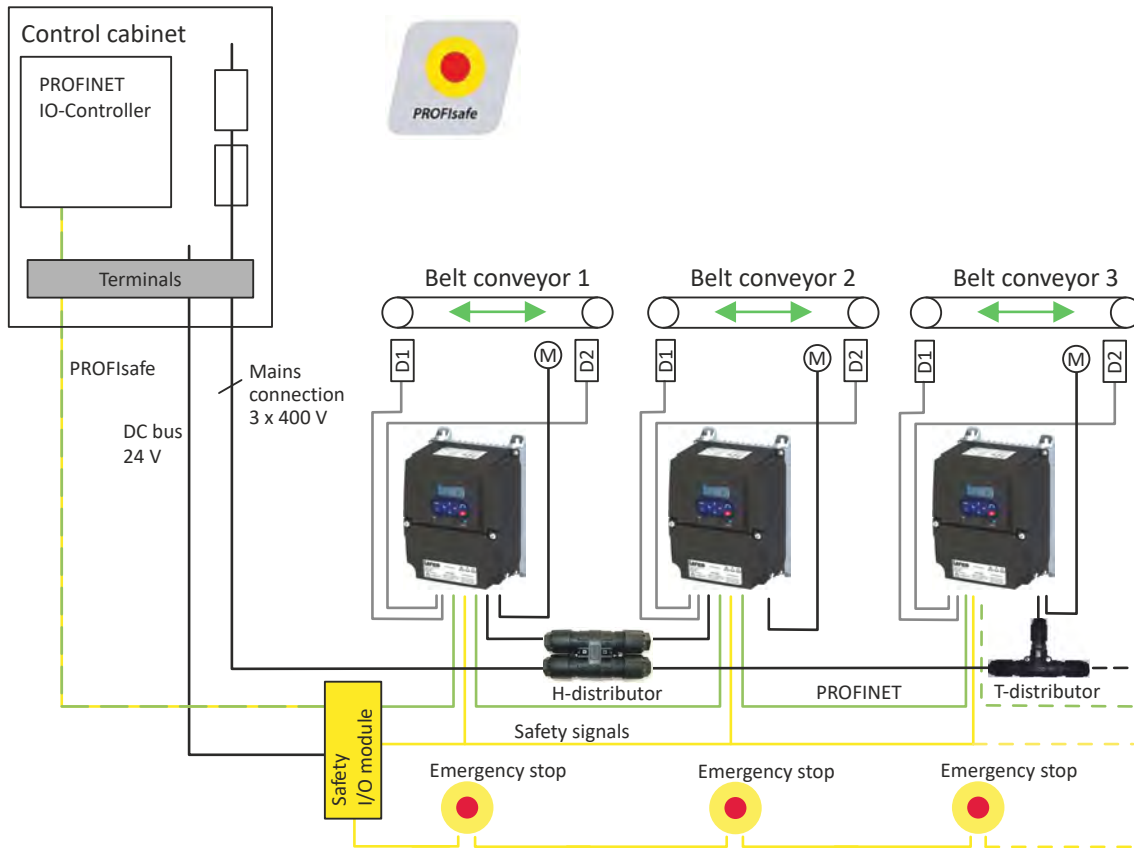 Control cabinet
PROFINET
IO-Controller
PROFIsafe
Terminals
Belt conveyor 1
Belt conveyor 2
Belt conveyor 3
D1
M
D2
D1
M
D2
D1
M
D2
PROFIsafe
Mains
connection
3 x 400 V
DC bus
24 V
H-distributor
PROFINET
T-distributor
Safety signals
Safety
I/O module
Emergency stop
Emergency stop
Emergency stop